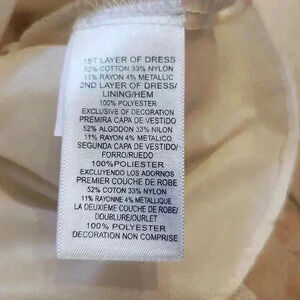 1ST LAYER OF DRESS
52% COTTON 33% NYLON
11% RAYON 4% METALLIC
2ND LAYER OF DRESS/
LINING/HEM
100% POLYESTER
EXCLUSIVE OF DECORATION
PREMIRA CAPA DE VESTIDO
52% ALGODON 33% NILON
11% RAYON 4% METALICO
SEGUNDA CAPA DE VESTIDO/
FORRO/RUEDO
100%POLIESTER
EXCLUYENDO LOS ADORNOS
PREMIER COUCHE DE ROBE
52% COTON 33% NYLON
11% RAYONNE 4% METALLIQUE
LA DEUXIEME COUCHE DE ROBE/
DOUBLURE/OURLET
100% POLYESTER
DECORATION NON COMPRISE